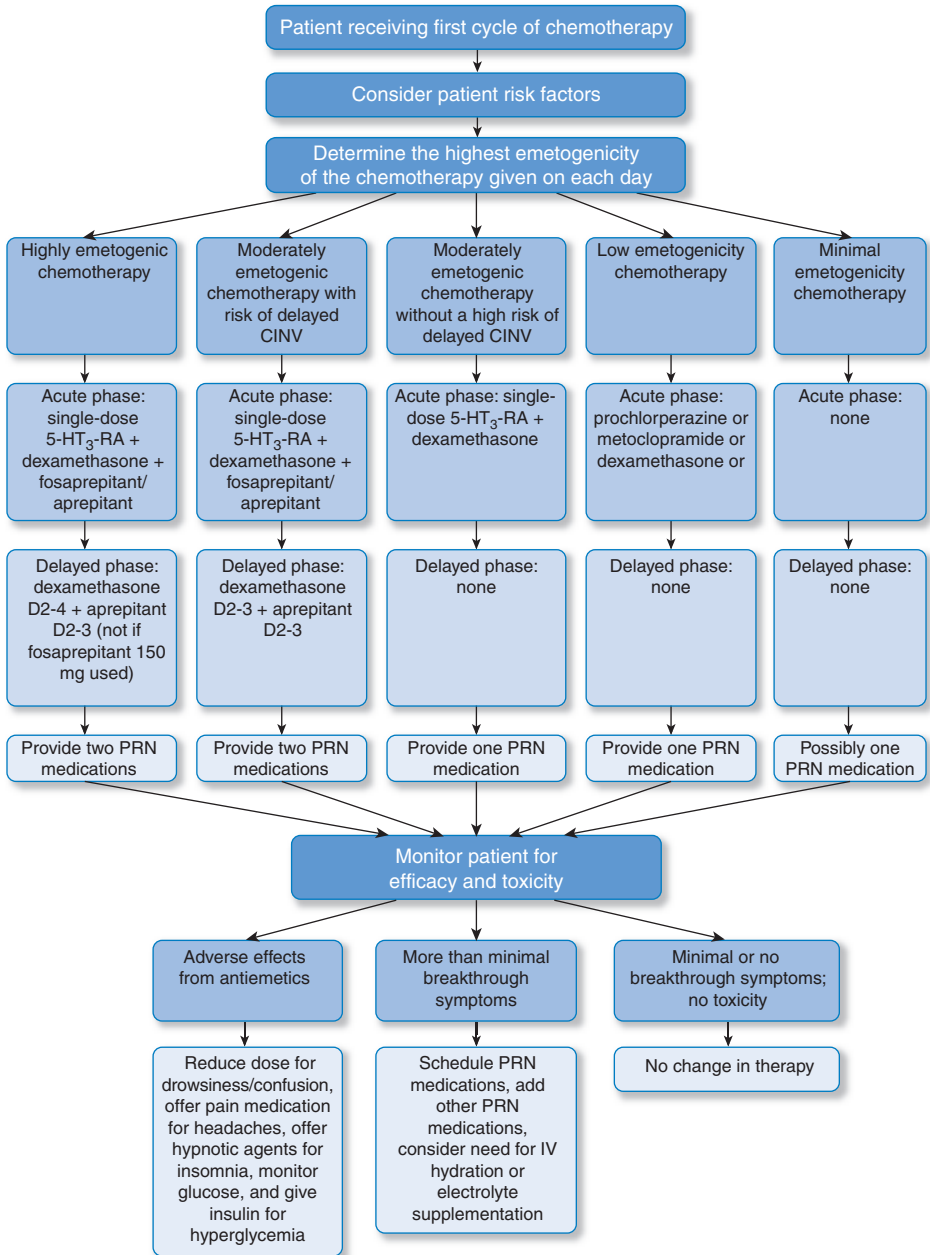 Patient receiving first cycle of chemotherapy
Consider patient risk factors
Determine the highest emetogenicity
of the chemotherapy given on each day
Highly emetogenic
chemotherapy
Moderately
emetogenic
chemotherapy with
risk of delayed
CINV
Moderately
emetogenic
chemotherapy
without a high risk of
delayed CINV
Low emetogenicity
chemotherapy
Minimal
emetogenicity
chemotherapy
Acute phase:
single-dose
5-HT₃-RA +
dexamethasone +
fosaprepitant/
aprepitant
Acute phase:
single-dose
5-HT₃-RA +
dexamethasone +
fosaprepitant/
aprepitant
Acute phase: single-
dose 5-HT₃-RA +
dexamethasone
Acute phase:
prochlorperazine or
metoclopramide or
dexamethasone or
Acute phase:
none
Delayed phase:
dexamethasone
D2-4 + aprepitant
D2-3 (not if
fosaprepitant 150
mg used)
Delayed phase:
dexamethasone
D2-3 + aprepitant
D2-3
Delayed phase:
none
Delayed phase:
none
Delayed phase:
none
Provide two PRN
medications
Provide two PRN
medications
Provide one PRN
medication
Provide one PRN
medication
Possibly one
PRN medication
Monitor patient for
efficacy and toxicity
Adverse effects
from antiemetics
More than minimal
breakthrough
symptoms
Minimal or no
breakthrough symptoms;
no toxicity
Reduce dose for
drowsiness/confusion,
offer pain medication
for headaches, offer
hypnotic agents for
insomnia, monitor
glucose, and give
insulin for
hyperglycemia
Schedule PRN
medications, add
other PRN
medications,
consider need for IV
hydration or
electrolyte
supplementation
No change in therapy